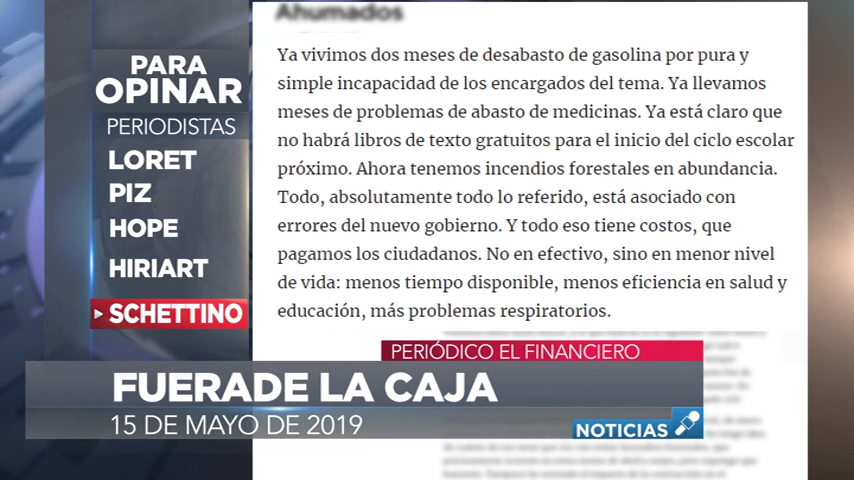 Ahumados
Ya vivimos dos meses de desabasto de gasolina por pura y
simple incapacidad de los encargados del tema. Ya llevamos
meses de problemas de abasto de medicinas. Ya está claro que
no habrá libros de texto gratuitos para el inicio del ciclo escolar
próximo. Ahora tenemos incendios forestales en abundancia.
Todo, absolutamente todo lo referido, está asociado con
errores del nuevo gobierno. Y todo eso tiene costos, que
pagamos los ciudadanos. No en efectivo, sino en menor nivel
de vida: menos tiempo disponible, menos eficiencia en salud y
educación, más problemas respiratorios.
PARA
OPINAR
PERIODISTAS
LORET
PIZ
HOPE
HIRIART
SCHETTINO
PERIÓDICO EL FINANCIERO
FUERADE LA CAJA
15 DE MAYO DE 2019
NOTICIAS